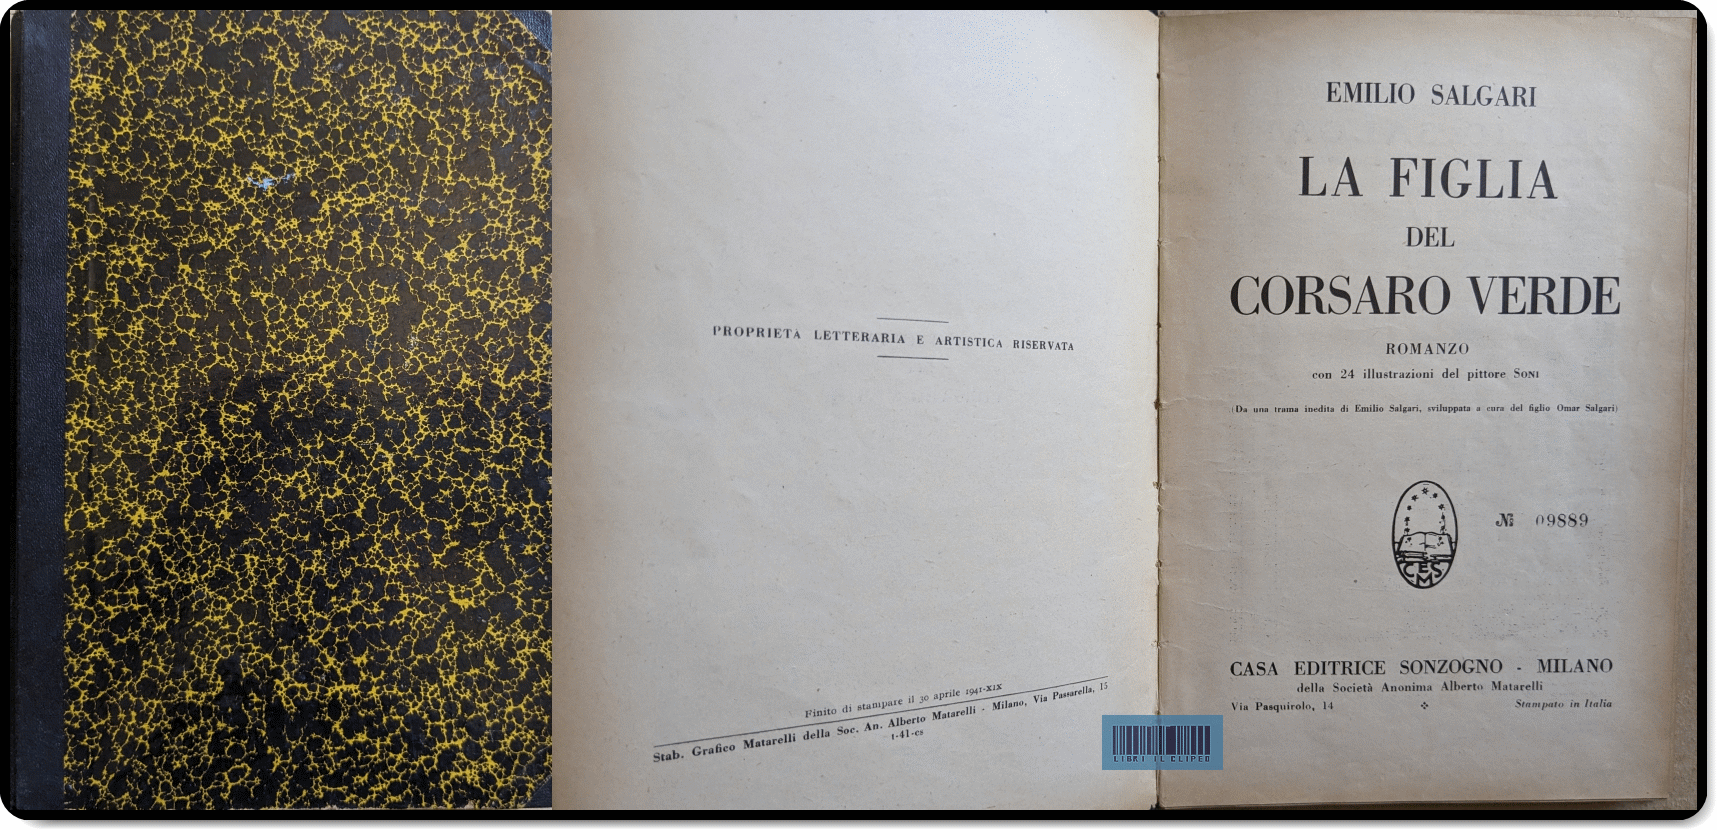 PROPRIETÀ LETTERARIA E ARTISTICA RISERVATA
Finito di stampare il 30 aprile 1941-XIX
Stab. Grafico Matarelli della Soc. An. Alberto Matarelli - Milano, Via Passarella, 15
1-41-cs
EMILIO SALGARI
LA FIGLIA
DEL
CORSARO VERDE
ROMANZO
con 24 illustrazioni del pittore SONI
(Da una trama inedita di Emilio Salgari, sviluppata a cura del figlio Omar Salgari)
№ 09889
CESM
CASA EDITRICE SONZOGNO - MILANO
della Società Anonima Alberto Matarelli
Via Pasquirolo, 14
Stampato in Italia
LIBRI IL CLIPEO